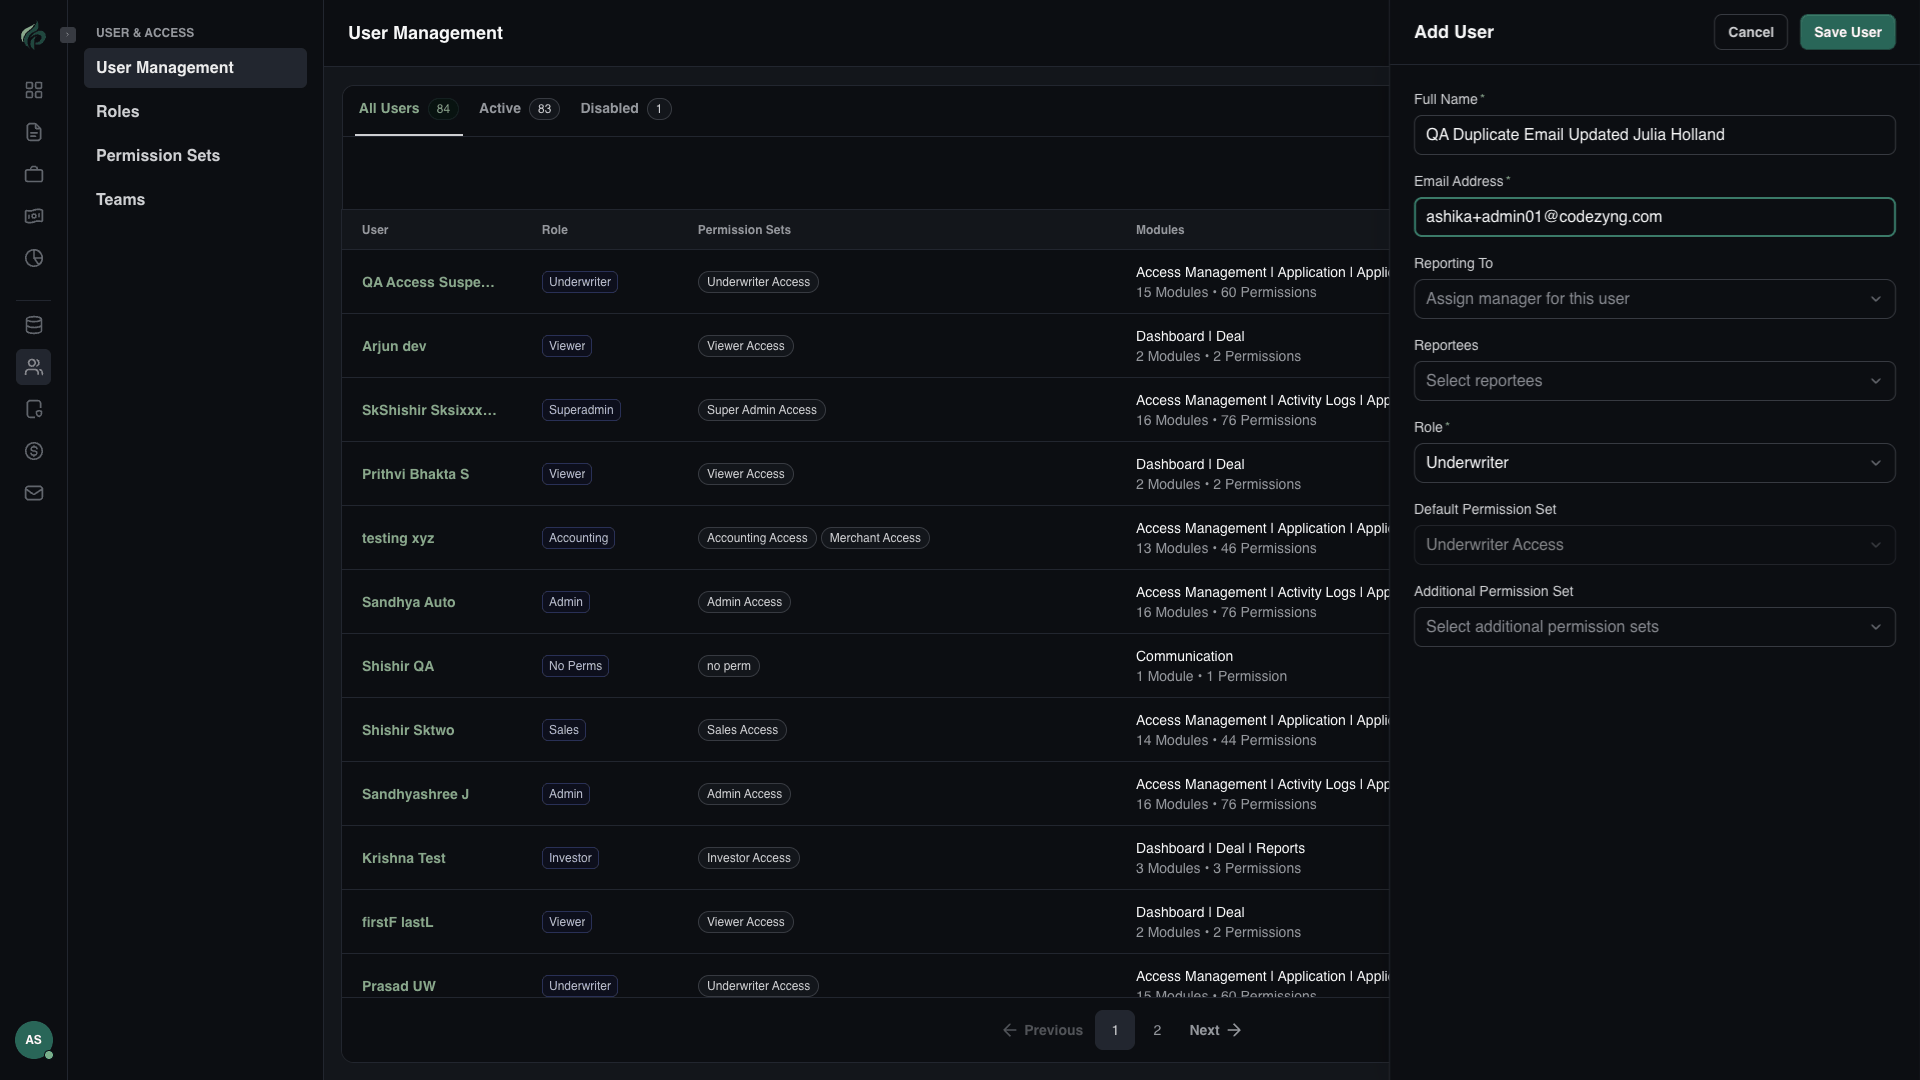 USER & ACCESS
User Management
Roles
Permission Sets
Teams
AS
User Management
All Users 84
Active 83
Disabled 1
User Role Permission Sets Modules
QA Access Suspe... Underwriter Underwriter Access Access Management | Application | Appli
15 Modules • 60 Permissions
Arjun dev Viewer Viewer Access Dashboard | Deal
2 Modules • 2 Permissions
SkShishir Sksixxx... Superadmin Super Admin Access Access Management | Activity Logs | App
16 Modules • 76 Permissions
Prithvi Bhakta S Viewer Viewer Access Dashboard | Deal
2 Modules • 2 Permissions
testing xyz Accounting Accounting Access Merchant Access Access Management | Application | Appli
13 Modules • 46 Permissions
Sandhya Auto Admin Admin Access Access Management | Activity Logs | App
16 Modules • 76 Permissions
Shishir QA No Perms no perm Communication
1 Module • 1 Permission
Shishir Sktwo Sales Sales Access Access Management | Application | Appli
14 Modules • 44 Permissions
Sandhyashree J Admin Admin Access Access Management | Activity Logs | App
16 Modules • 76 Permissions
Krishna Test Investor Investor Access Dashboard | Deal | Reports
3 Modules • 3 Permissions
firstF lastL Viewer Viewer Access Dashboard | Deal
2 Modules • 2 Permissions
Prasad UW Underwriter Underwriter Access Access Management | Application | Appli
15 Modules • 60 Permissions
Previous 1 2 Next
Add User
Cancel
Save User
Full Name *
QA Duplicate Email Updated Julia Holland
Email Address *
ashika+admin01@codezyng.com
Reporting To
Assign manager for this user
Reportees
Select reportees
Role *
Underwriter
Default Permission Set
Underwriter Access
Additional Permission Set
Select additional permission sets